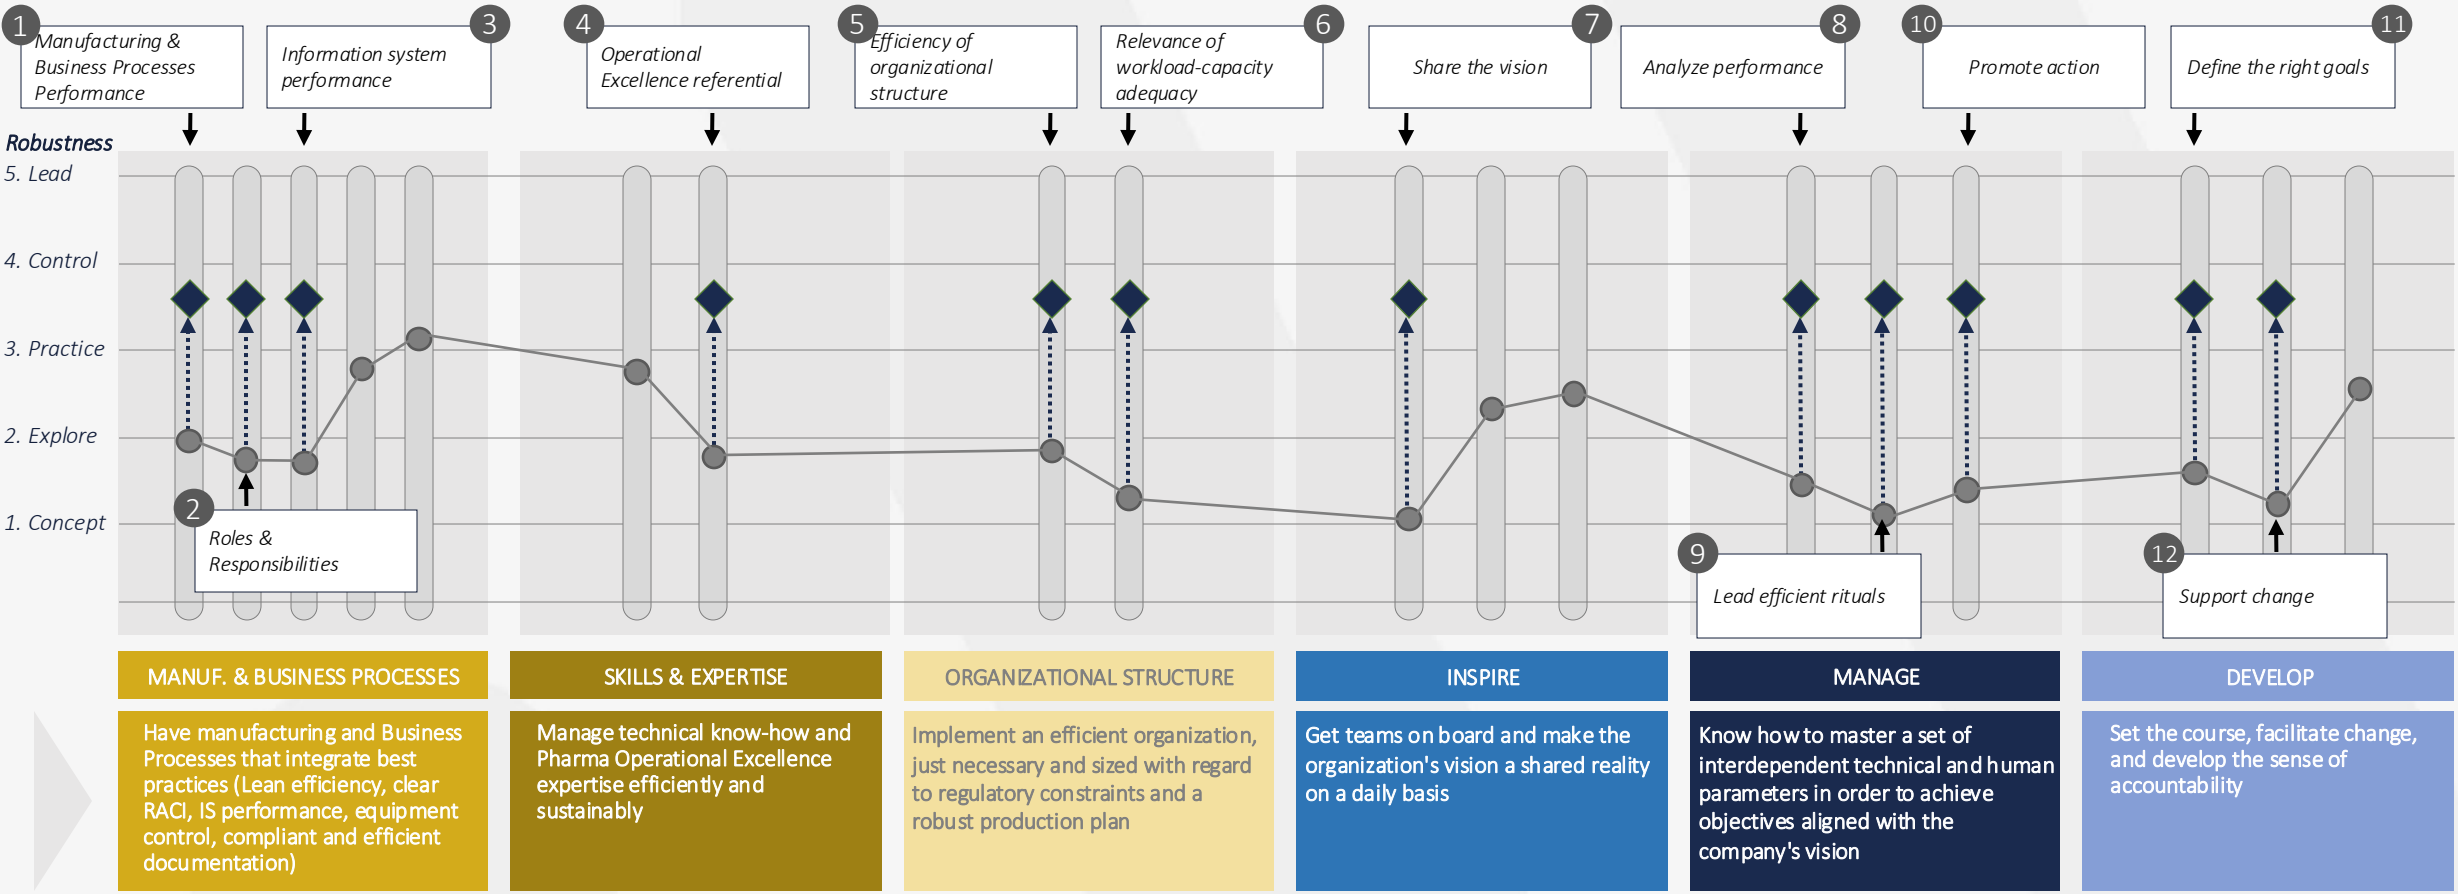 1
Manufacturing &
Business Processes
Performance
3
Information system
performance
4
Operational
Excellence referential
5
Efficiency of
organizational
structure
6
Relevance of
workload-capacity
adequacy
7
Share the vision
8
Analyze performance
10
Promote action
11
Define the right goals
Robustness
5. Lead
4. Control
3. Practice
2. Explore
1. Concept
2
Roles &
Responsibilities
9
Lead efficient rituals
12
Support change
MANUF. & BUSINESS PROCESSES
SKILLS & EXPERTISE
ORGANIZATIONAL STRUCTURE
INSPIRE
MANAGE
DEVELOP
Have manufacturing and Business
Processes that integrate best
practices (Lean efficiency, clear
RACI, IS performance, equipment
control, compliant and efficient
documentation)
Manage technical know-how and
Pharma Operational Excellence
expertise efficiently and
sustainably
Implement an efficient organization,
just necessary and sized with regard
to regulatory constraints and a
robust production plan
Get teams on board and make the
organization's vision a shared reality
on a daily basis
Know how to master a set of
interdependent technical and human
parameters in order to achieve
objectives aligned with the
company's vision
Set the course, facilitate change,
and develop the sense of
accountability